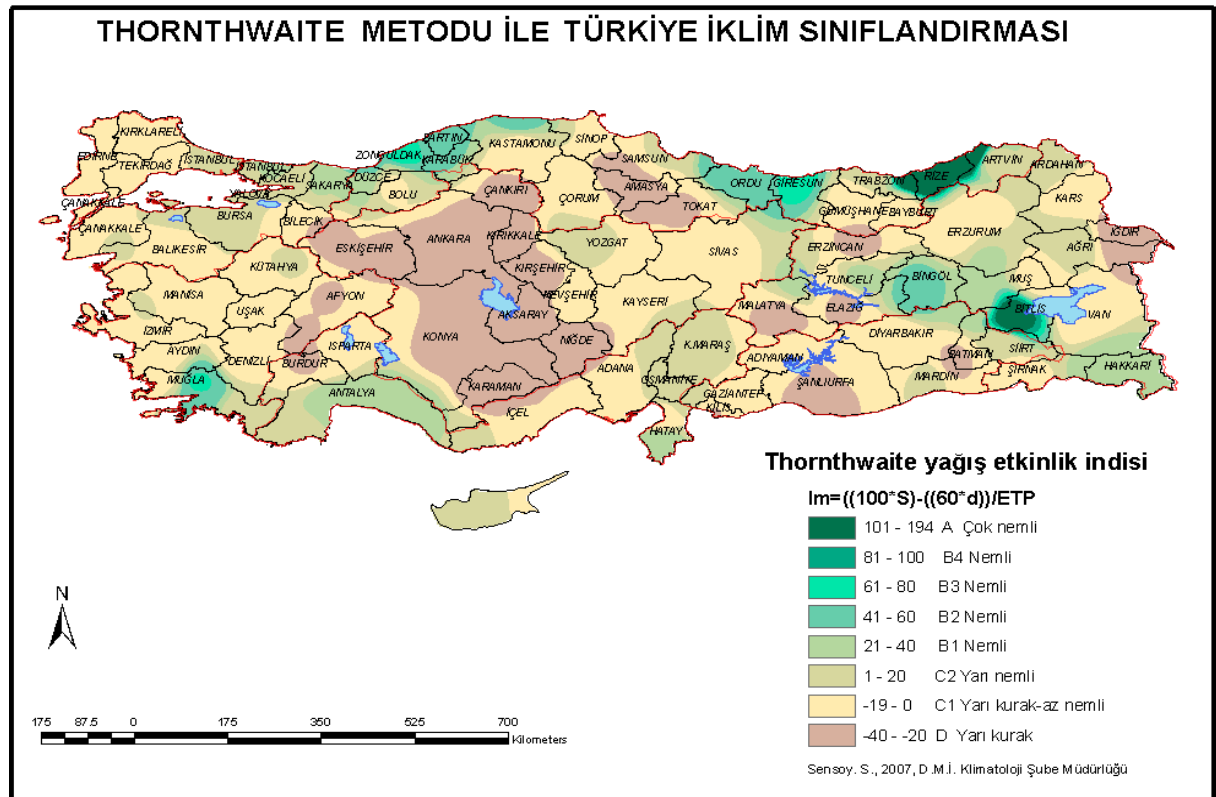 THORNTHWAITE METODU İLE TÜRKİYE İKLİM SINIFLANDIRMASI
KIRKLARELİ
EDİRNE
TEKİRDAĞ
İSTANBUL
İSTANBUL
KOCAELİ
YALOVA
SAKARYA
DÜZCE
ZONGULDAK
BARTIN
KARABÜK
KASTAMONU
SİNOP
SAMSUN
ORDU
GİRESUN
TRABZON
RİZE
ARTVİN
ARDAHAN
KARS
IĞDIR
AĞRI
ERZURUM
BAYBURT
GÜMÜŞHANE
ERZİNCAN
TUNCELİ
BİNGÖL
MUŞ
BİTLİS
VAN
HAKKARİ
ŞIRNAK
SİİRT
BATMAN
MARDİN
DİYARBAKIR
ELAZIĞ
MALATYA
ADIYAMAN
ŞANLIURFA
GAZİANTEP
KİLİS
HATAY
OSMANİYE
K.MARAŞ
ADANA
İÇEL
KARAMAN
NİĞDE
AKSARAY
NEVŞEHİR
KAYSERİ
SİVAS
YOZGAT
TOKAT
AMASYA
ÇORUM
ÇANKIRI
KIRIKKALE
KIRŞEHİR
ANKARA
BOLU
BİLECİK
ESKİŞEHİR
BURSA
ÇANAKKALE
ÇANAKKALE
BALIKESİR
KÜTAHYA
MANİSA
UŞAK
AFYON
İZMİR
AYDIN
DENİZLİ
MUĞLA
BURDUR
ISPARTA
ANTALYA
KONYA
Thornthwaite yağış etkinlik indisi
Im=((100*S)-((60*d))/ETP
101 - 194 A Çok nemli
81 - 100 B4 Nemli
61 - 80 B3 Nemli
41 - 60 B2 Nemli
21 - 40 B1 Nemli
1 - 20 C2 Yarı nemli
-19 - 0 C1 Yarı kurak-az nemli
-40 - -20 D Yarı kurak
Sensoy. S., 2007, D.M.İ. Klimatoloji Şube Müdürlüğü
N
175 87.5 0 175 350 525 700
Kilometers